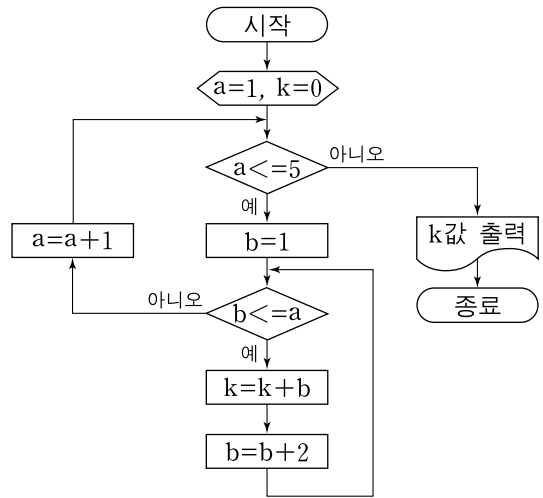 시작
a=1, k=0
a<=5
아니오
예
a=a+1
b=1
k값 출력
종료
아니오
b<=a
예
k=k+b
b=b+2